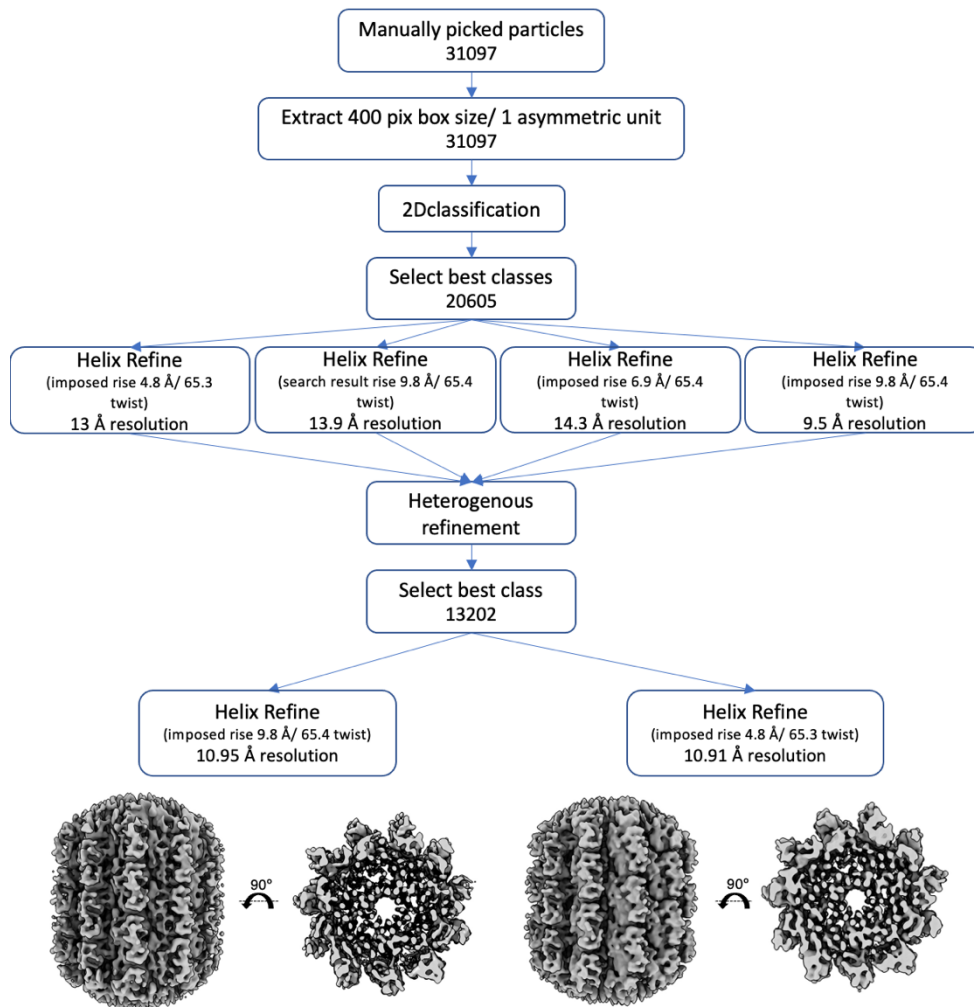 Manually picked particles
31097
Extract 400 pix box size/ 1 asymmetric unit
31097
2Dclassification
Select best classes
20605
Helix Refine
(imposed rise 4.8 Å/ 65.3
twist)
13 Å resolution
Helix Refine
(search result rise 9.8 Å/ 65.4
twist)
13.9 Å resolution
Helix Refine
(imposed rise 6.9 Å/ 65.4
twist)
14.3 Å resolution
Helix Refine
(imposed rise 9.8 Å/ 65.4
twist)
9.5 Å resolution
Heterogenous
refinement
Select best class
13202
Helix Refine
(imposed rise 9.8 Å/ 65.4 twist)
10.95 Å resolution
Helix Refine
(imposed rise 4.8 Å/ 65.3 twist)
10.91 Å resolution
90°
90°